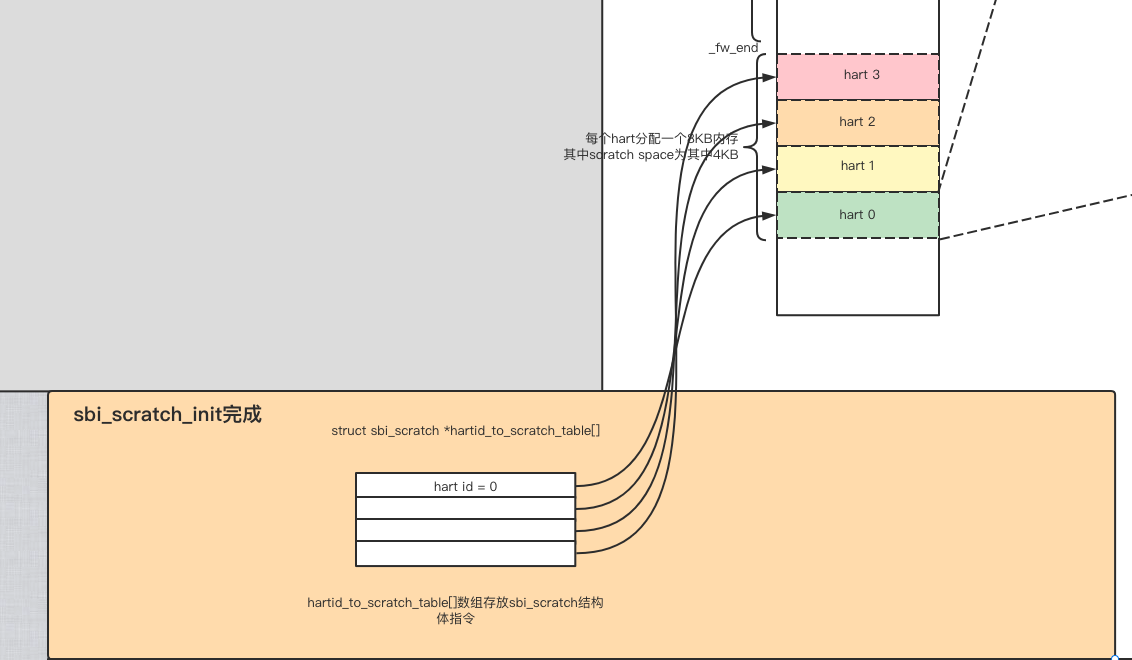 _fw_end
hart 3
hart 2
每个hart分配一个8KB内存
其中scratch space为其中4KB
hart 1
hart 0
sbi_scratch_init完成
struct sbi_scratch *hartid_to_scratch_table[]
hart id = 0
hartid_to_scratch_table[]数组存放sbi_scratch结构
体指令